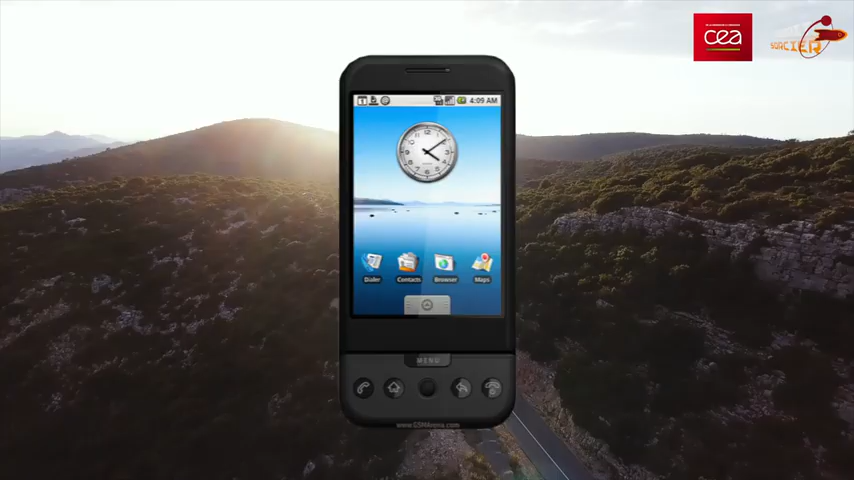 cea
SORCIER
4:09 AM
Dialer Contacts Browser Maps
MENU
www.GSMArena.com